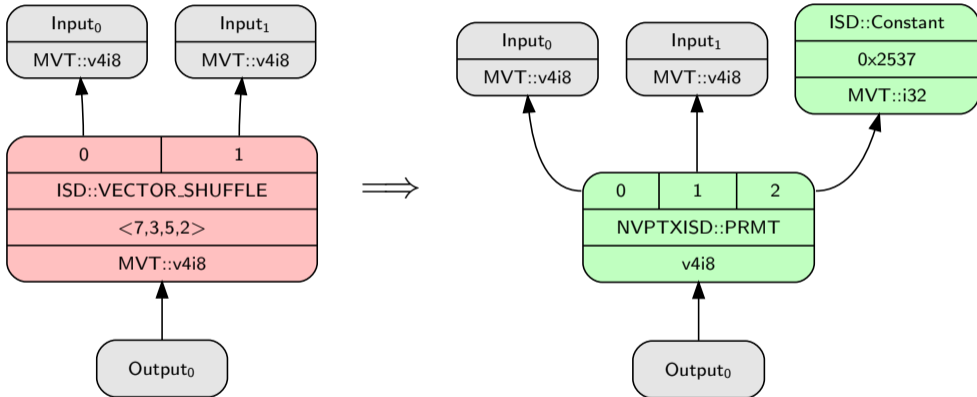 Input₀
MVT::v4i8
Input₁
MVT::v4i8
0 1
ISD::VECTOR_SHUFFLE
<7,3,5,2>
MVT::v4i8
Output₀
⟹
Input₀
MVT::v4i8
Input₁
MVT::v4i8
ISD::Constant
0x2537
MVT::i32
0 1 2
NVPTXISD::PRMT
v4i8
Output₀